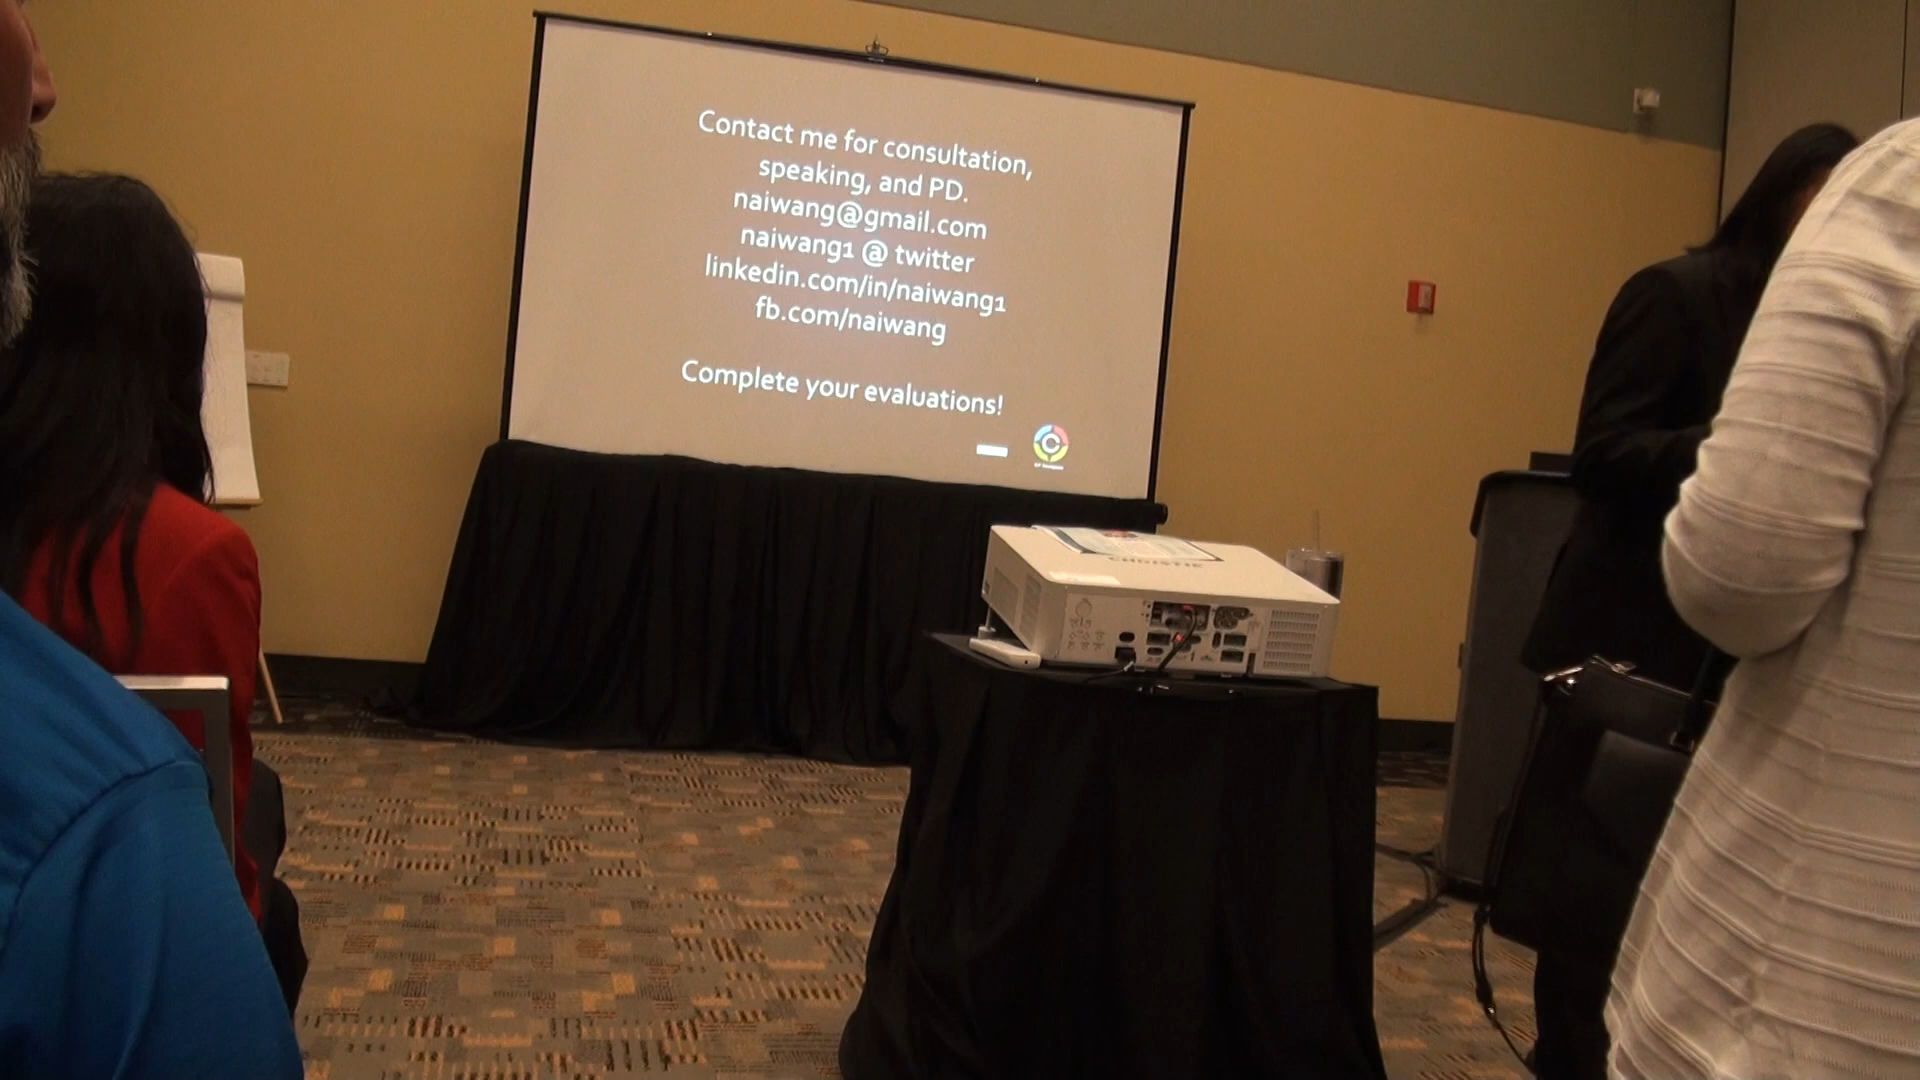 Contact me for consultation,
speaking, and PD.
naiwang@gmail.com
naiwang1 @ twitter
linkedin.com/in/naiwang1
fb.com/naiwang
Complete your evaluations!
CHRISTIE